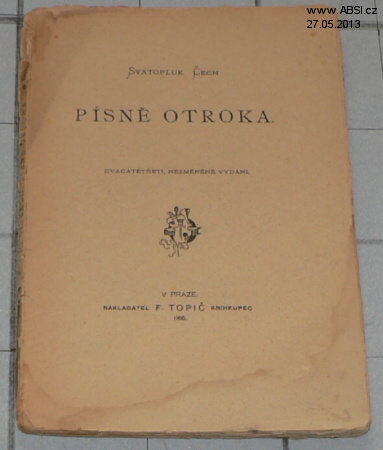 www.ABSI.cz
27.05.2013
Svatopluk Čech
PÍSNĚ OTROKA.
DVACÁTÉTŘETÍ, NEZMĚNĚNÉ VYDÁNÍ.
V PRAZE.
NAKLADATEL F. TOPIČ KNIHKUPEC